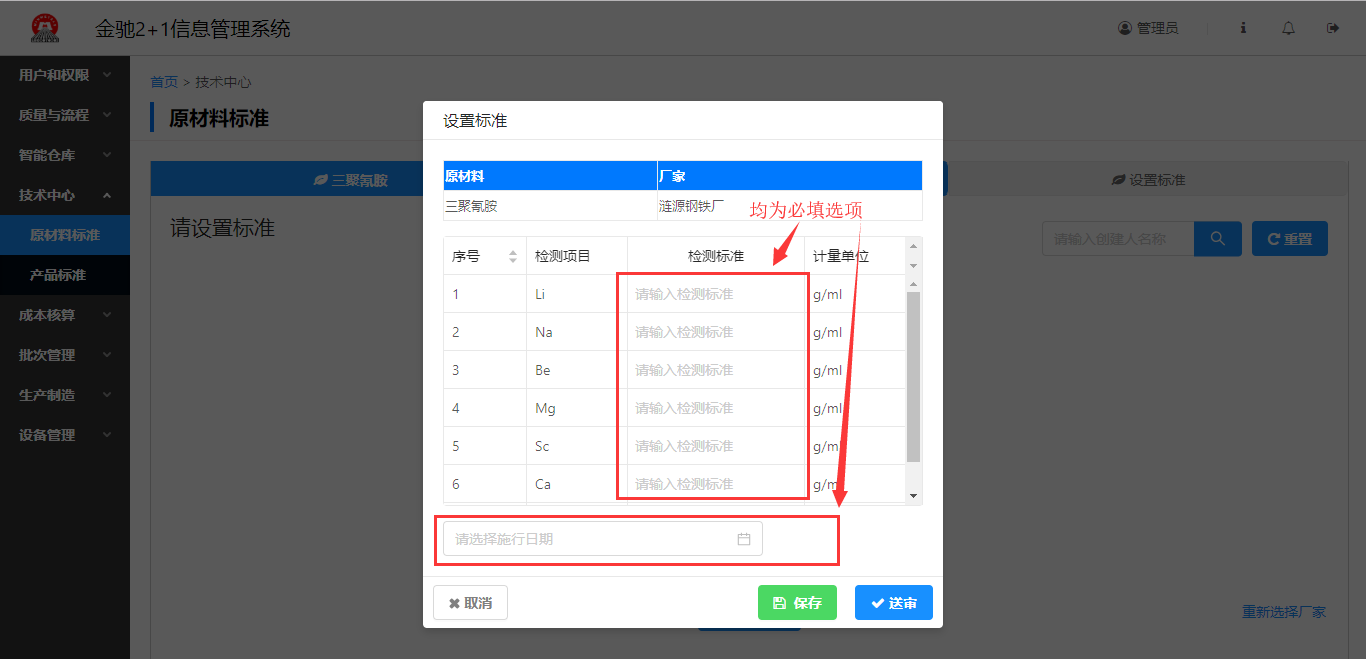 金驰2+1信息管理系统
管理员
用户和权限
质量与流程
智能仓库
技术中心
原材料标准
产品标准
成本核算
批次管理
生产制造
设备管理
首页 > 技术中心
原材料标准
三聚氰胺
设置标准
请设置标准
请输入创建人名称
重置
重新选择厂家
设置标准
原材料 厂家
三聚氰胺 涟源钢铁厂
均为必填选项
序号 检测项目 检测标准 计量单位
1 Li 请输入检测标准 g/ml
2 Na 请输入检测标准 g/ml
3 Be 请输入检测标准 g/ml
4 Mg 请输入检测标准 g/ml
5 Sc 请输入检测标准 g/ml
6 Ca 请输入检测标准 g/ml
请选择施行日期
取消 保存 送审